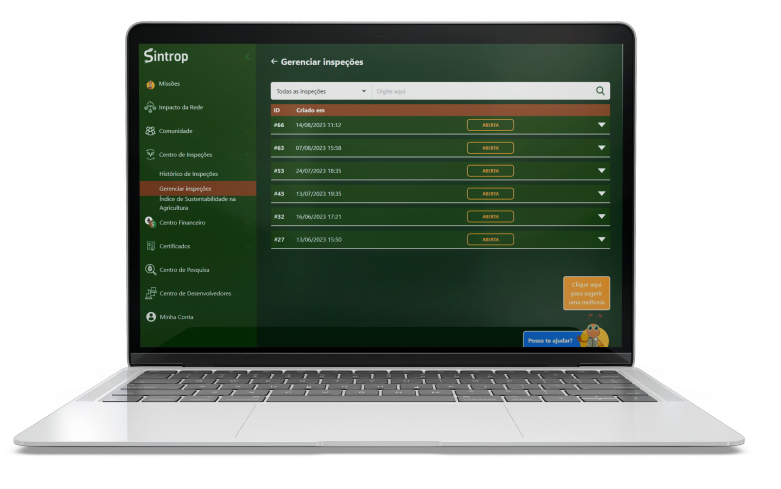 Sintrop
Missões
Impacto da Rede
Comunidade
Centro de Inspeções
Histórico de Inspeções
Gerenciar inspeções
Índice de Sustentabilidade na
Agricultura
Centro Financeiro
Certificados
Centro de Pesquisa
Centro de Desenvolvedores
Minha Conta
← Gerenciar inspeções
Todas as inspeções Digite aqui
ID Criado em
#66 14/08/2023 11:12 ABERTA
#63 07/08/2023 15:58 ABERTA
#53 24/07/2023 18:35 ABERTA
#43 13/07/2023 19:35 ABERTA
#32 16/06/2023 17:21 ABERTA
#27 13/06/2023 15:50 ABERTA
Clique aqui
para sugerir
uma melhoria
Posso te ajudar?